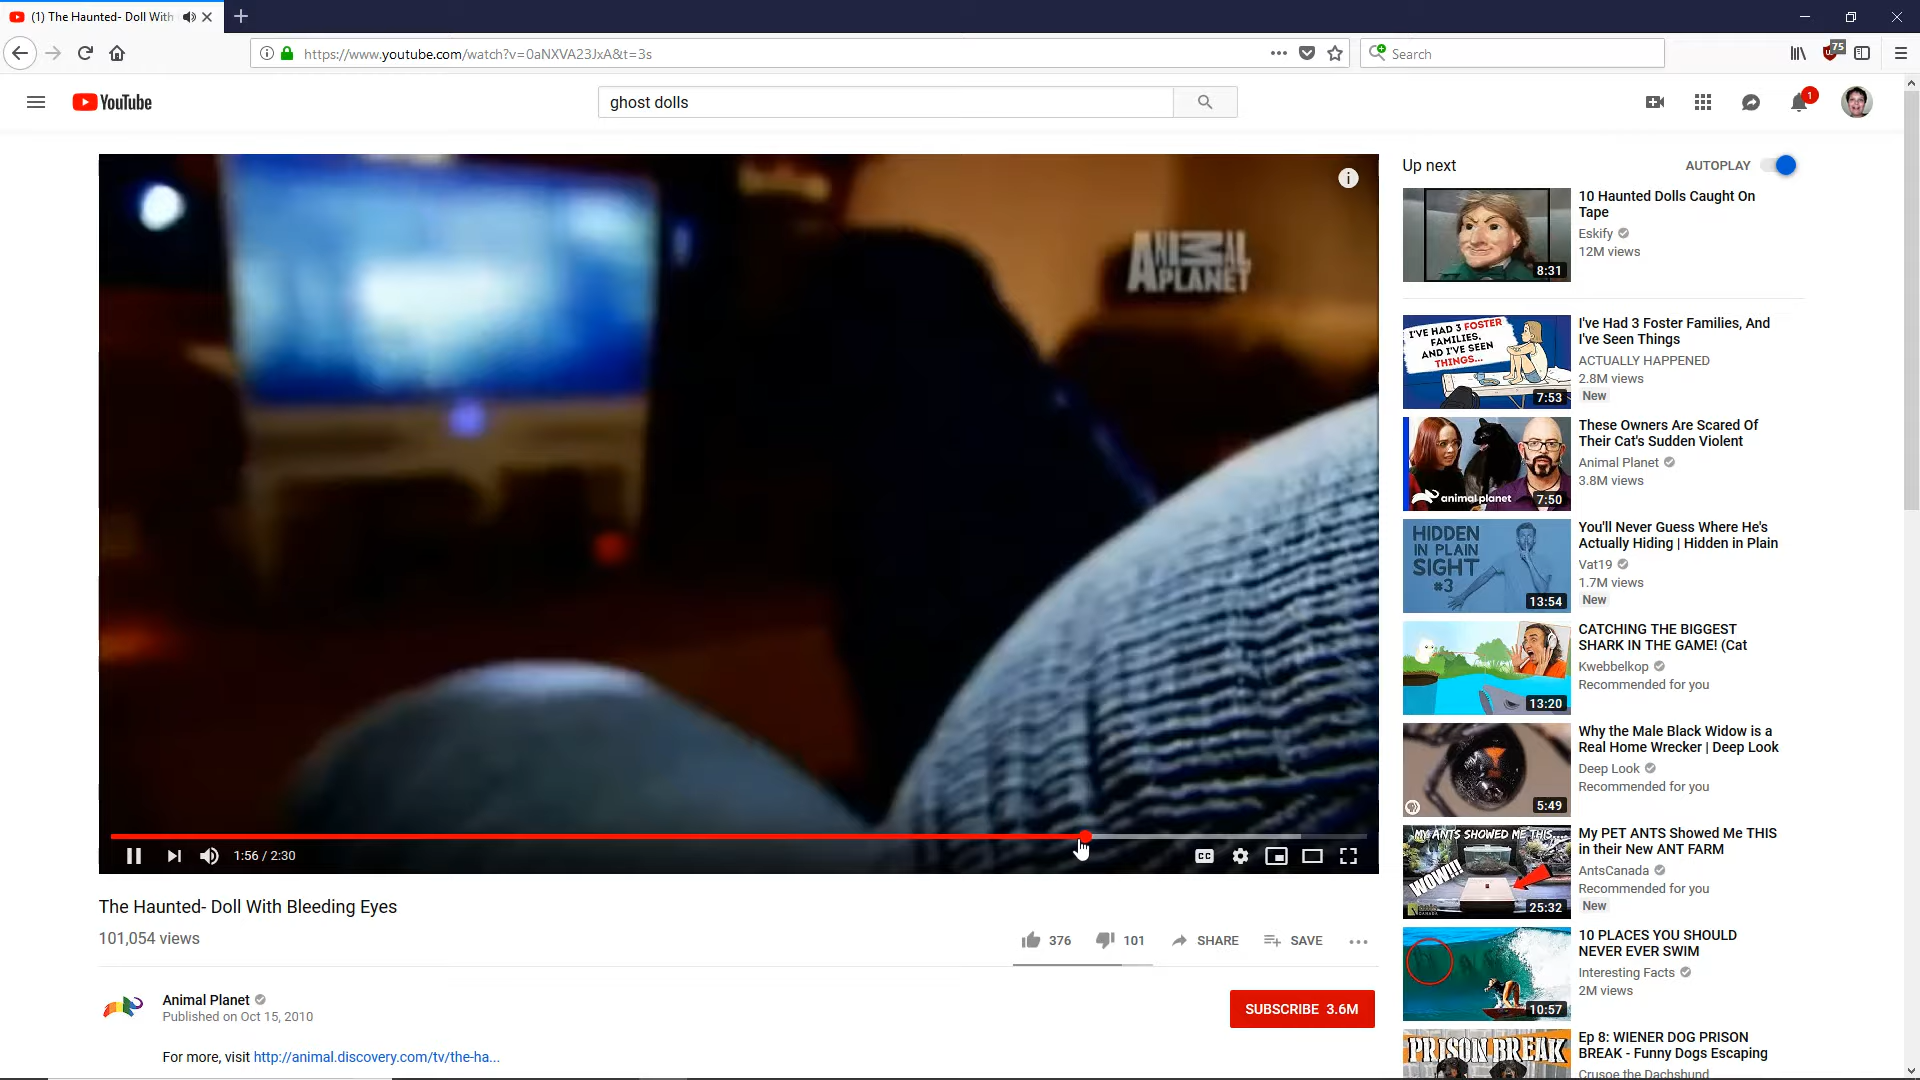 (1) The Haunted- Doll With
https://www.youtube.com/watch?v=0aNXVA23JxA&t=3s
Search
75
YouTube
ghost dolls
1
ANIMAL
PLANET
1:56 / 2:30
CC
The Haunted- Doll With Bleeding Eyes
101,054 views
376
101
SHARE
SAVE
Animal Planet
Published on Oct 15, 2010
SUBSCRIBE 3.6M
For more, visit http://animal.discovery.com/tv/the-ha...
Up next
AUTOPLAY
8:31
10 Haunted Dolls Caught On
Tape
Eskify
12M views
I'VE HAD 3 FOSTER
FAMILIES,
AND I'VE SEEN
THINGS...
7:53
I've Had 3 Foster Families, And
I've Seen Things
ACTUALLY HAPPENED
2.8M views
New
animal planet
7:50
These Owners Are Scared Of
Their Cat's Sudden Violent
Animal Planet
3.8M views
HIDDEN
IN PLAIN
SIGHT
#3
13:54
You'll Never Guess Where He's
Actually Hiding | Hidden in Plain
Vat19
1.7M views
New
13:20
CATCHING THE BIGGEST
SHARK IN THE GAME! (Cat
Kwebbelkop
Recommended for you
5:49
Why the Male Black Widow is a
Real Home Wrecker | Deep Look
Deep Look
Recommended for you
MY ANTS SHOWED ME THIS....
WOW!!!
25:32
My PET ANTS Showed Me THIS
in their New ANT FARM
AntsCanada
Recommended for you
New
10:57
10 PLACES YOU SHOULD
NEVER EVER SWIM
Interesting Facts
2M views
PRISON BREAK
Ep 8: WIENER DOG PRISON
BREAK - Funny Dogs Escaping
Crusoe the Dachshund